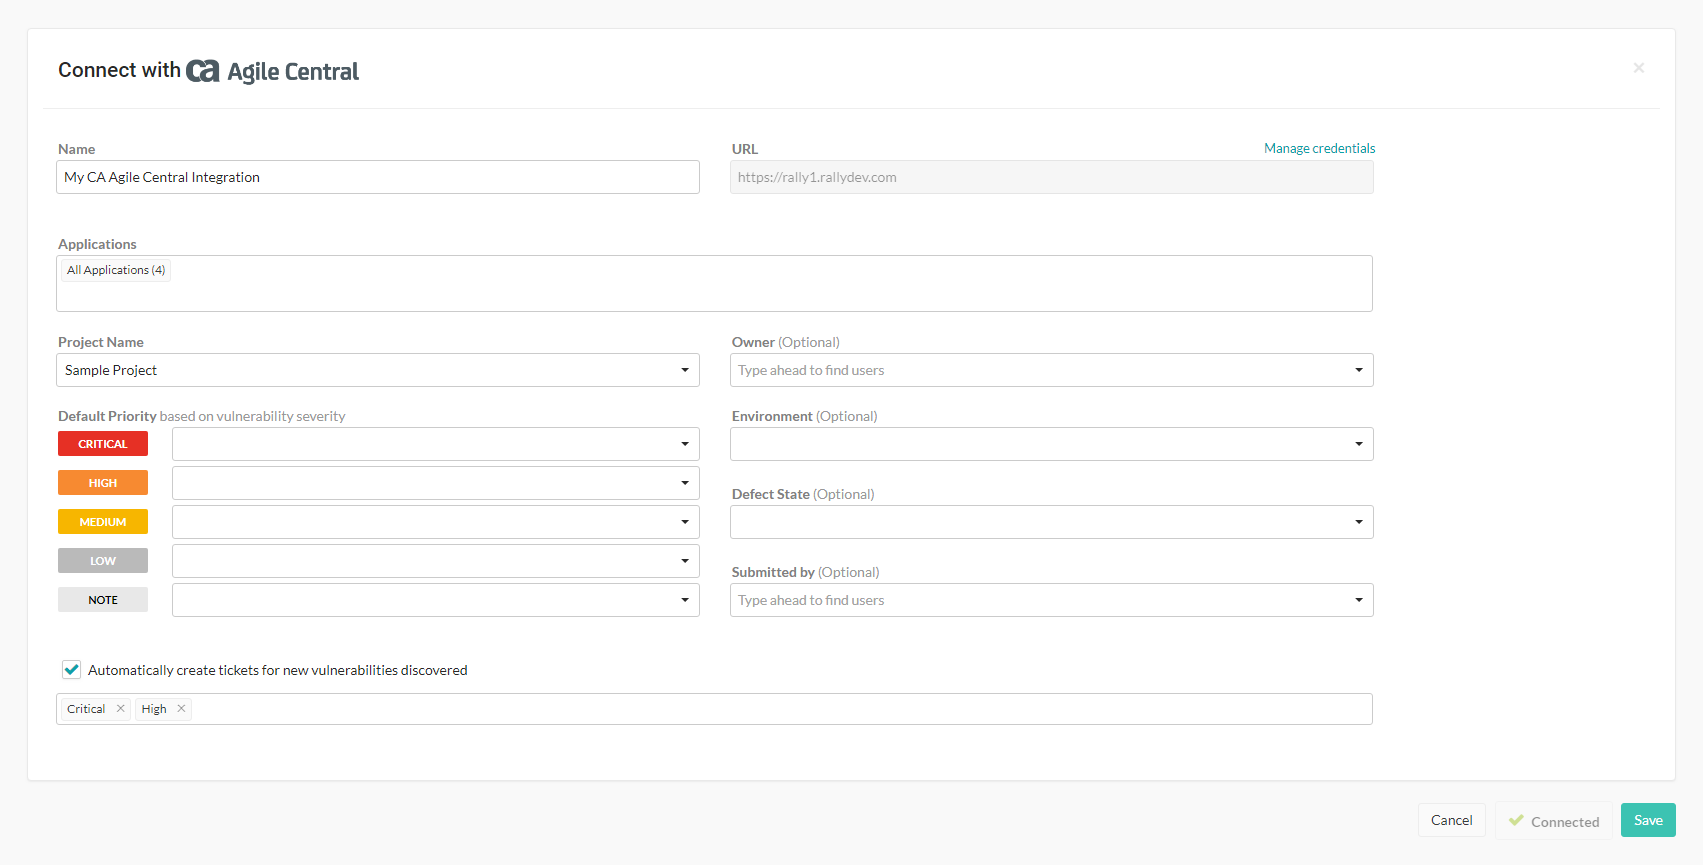 Connect with ca Agile Central
×
Name
My CA Agile Central Integration
URL
Manage credentials
https://rally1.rallydev.com
Applications
All Applications (4)
Project Name
Sample Project
Owner (Optional)
Type ahead to find users
Default Priority based on vulnerability severity
CRITICAL
HIGH
MEDIUM
LOW
NOTE
Environment (Optional)
Defect State (Optional)
Submitted by (Optional)
Type ahead to find users
Automatically create tickets for new vulnerabilities discovered
Critical × High ×
Cancel
Connected
Save